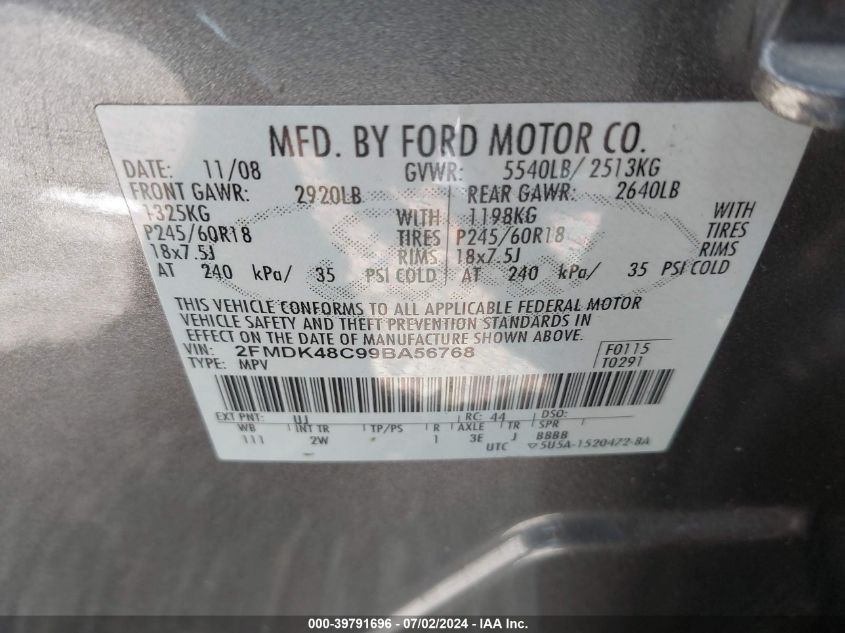 MFD. BY FORD MOTOR CO.
DATE: 11/08 GVWR: 5540LB/ 2513KG
FRONT GAWR: 2920LB REAR GAWR: 2640LB
1325KG WITH 1198KG WITH
P245/60R18 TIRES P245/60R18 TIRES
18x7.5J RIMS 18x7.5J RIMS
AT 240 kPa/ 35 PSI COLD AT 240 kPa/ 35 PSI COLD
THIS VEHICLE CONFORMS TO ALL APPLICABLE FEDERAL MOTOR
VEHICLE SAFETY AND THEFT PREVENTION STANDARDS IN
EFFECT ON THE DATE OF MANUFACTURE SHOWN ABOVE.
VIN: 2FMDK48C99BA56768 F0115
TYPE: MPV T0291
EXT PNT: UJ RC: 44 DSO:
WB INT TR TP/PS R AXLE TR SPR
111 2W 1 3E J BBBB
UTC 5U5A-1520472-BA
000-39791696 - 07/02/2024 - IAA Inc.